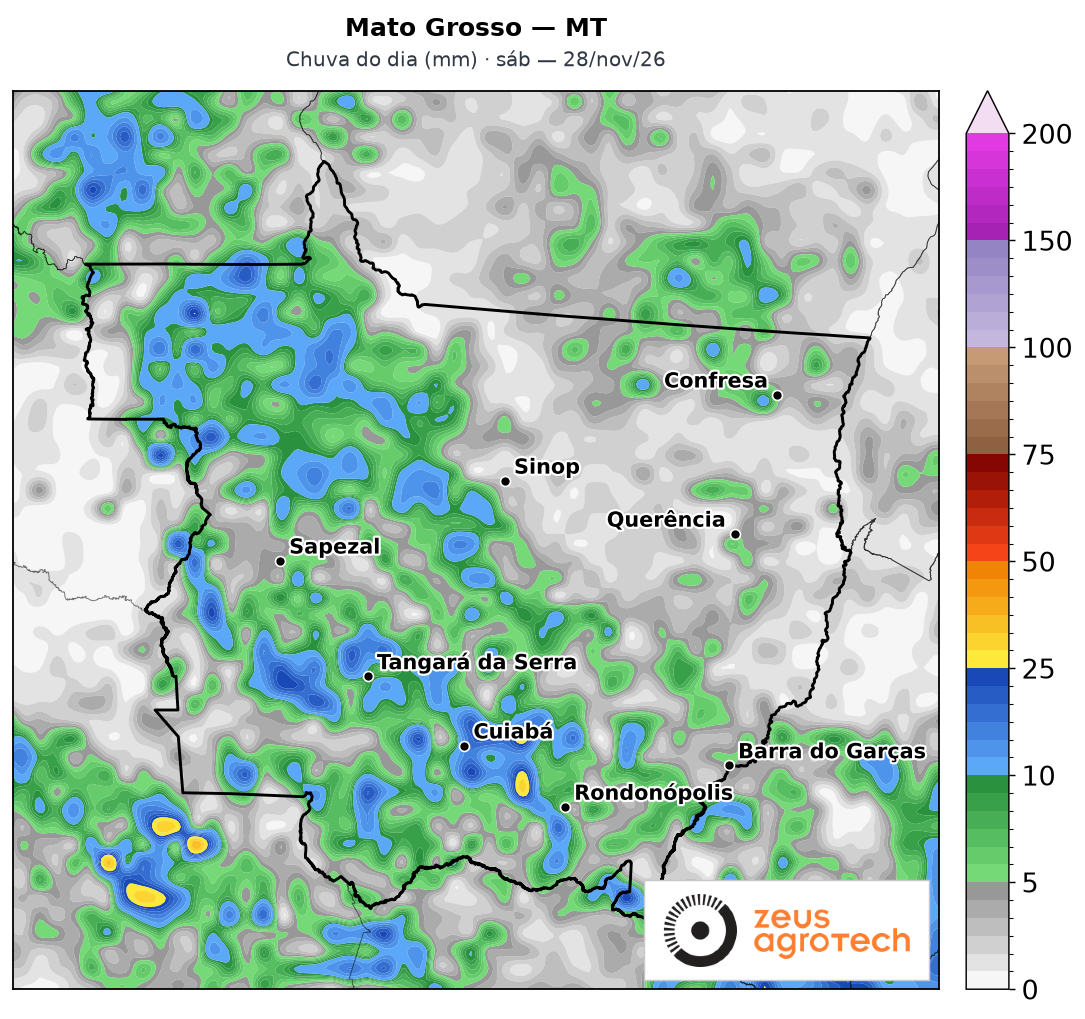 Mato Grosso — MT
Chuva do dia (mm) · sáb — 28/nov/26
200
150
100
75
50
25
10
5
0
Confresa
Sinop
Querência
Sapezal
Tangará da Serra
Cuiabá
Barra do Garças
Rondonópolis
zeus
agrotech